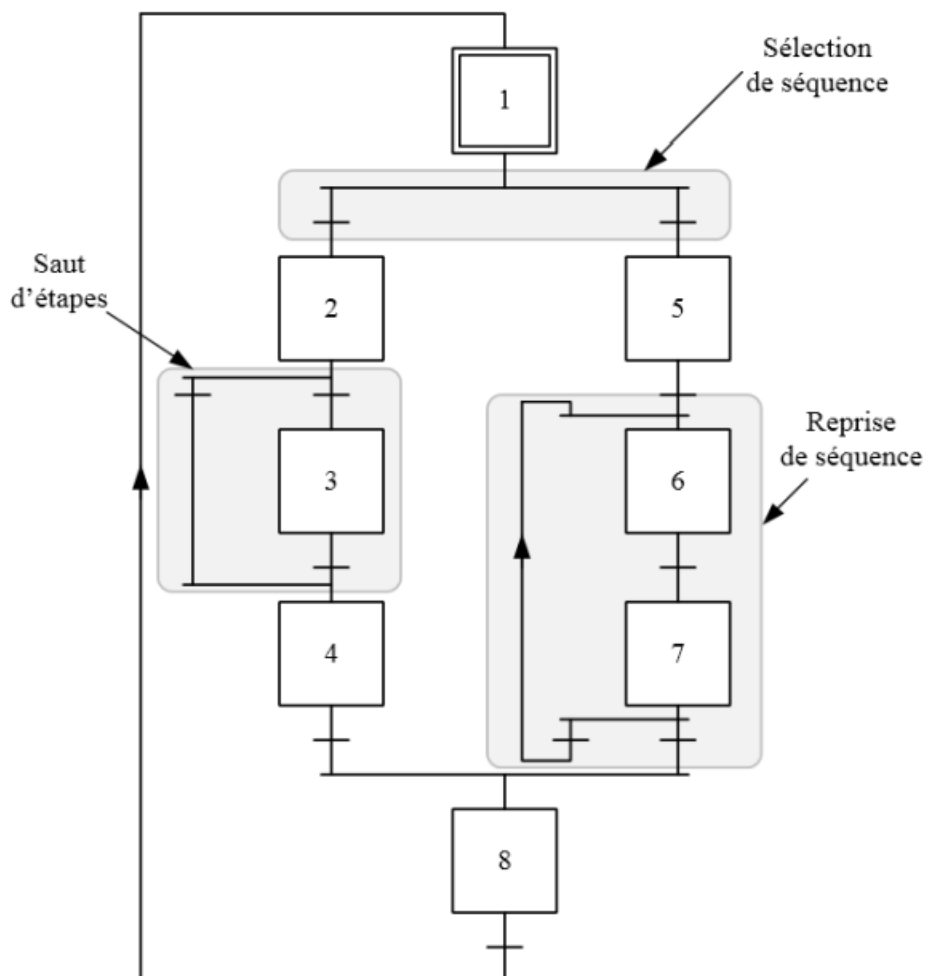 Sélection
de séquence
1
Saut
d’étapes
2
5
3
6
Reprise
de séquence
4
7
8